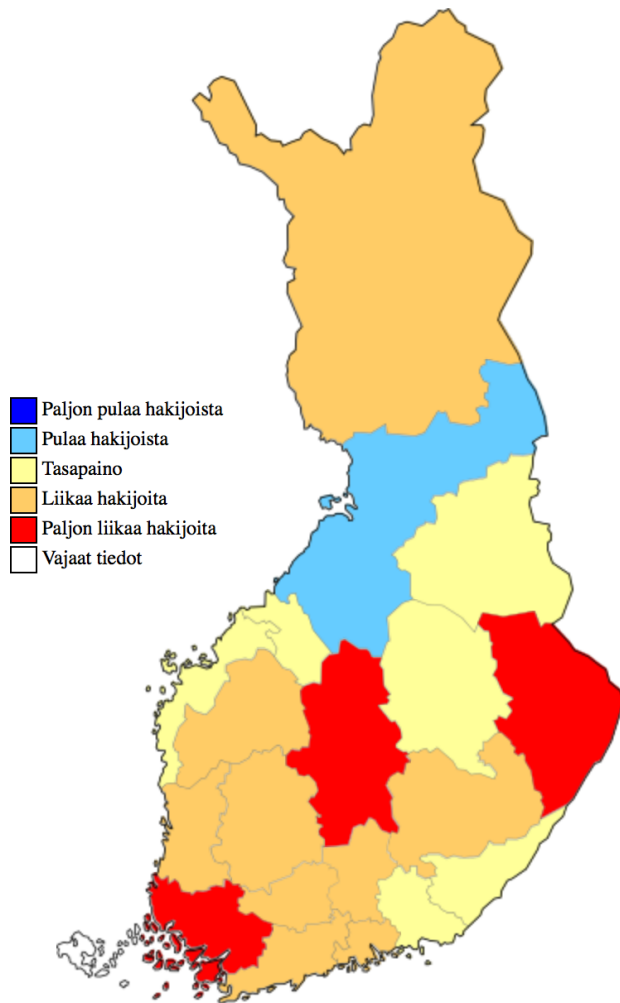 Paljon pulaa hakijoista
Pulaa hakijoista
Tasapaino
Liikaa hakijoita
Paljon liikaa hakijoita
Vajaat tiedot